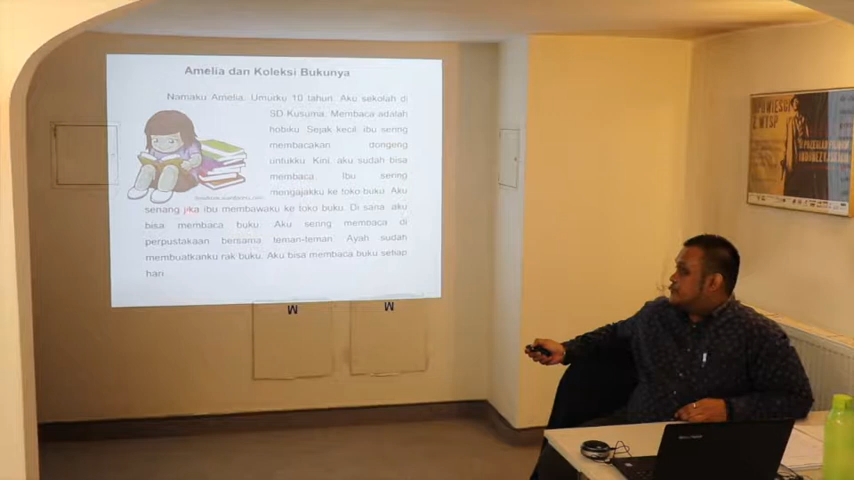 Amelia dan Koleksi Bukunya
Namaku Amelia. Umurku 10 tahun. Aku sekolah di
SD Kusuma. Membaca adalah
hobiku. Sejak kecil ibu sering
membacakan dongeng
untukku. Kini, aku sudah bisa
membaca. Ibu sering
mengajakku ke toko buku. Aku
senang jika ibu membawaku ke toko buku. Di sana aku
bisa membaca buku. Aku sering membaca di
perpustakaan bersama teman-teman. Ayah sudah
membuatkanku rak buku. Aku bisa membaca buku setiap
hari
OPOWIEŚCI
Z WYSP
M
M